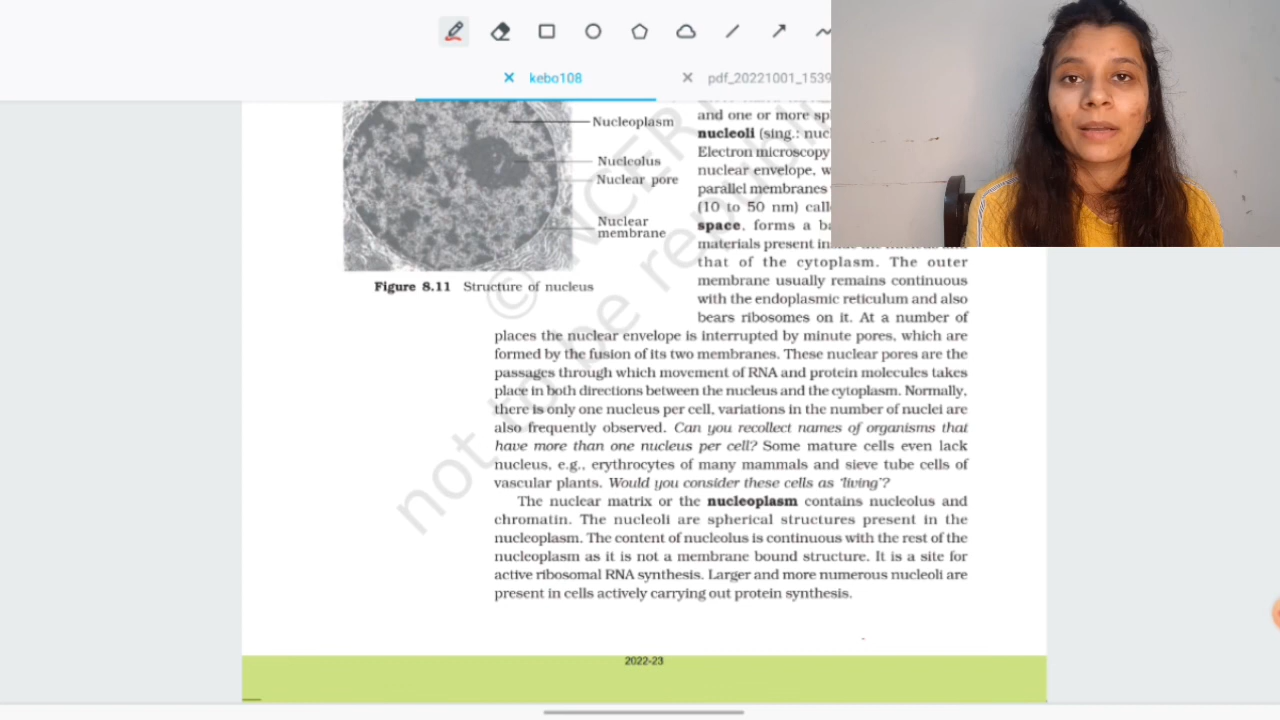 kebo108
pdf_20221001_1539
Nucleoplasm
Nucleolus
Nuclear pore
Nuclear
membrane
Figure 8.11 Structure of nucleus
and one or more
nucleoli (sing.:
Electron microscopy
nuclear envelope,
parallel membranes
(10 to 50 nm)
space, forms a
materials present
that of the cytoplasm. The outer
membrane usually remains continuous
with the endoplasmic reticulum and also
bears ribosomes on it. At a number of
places the nuclear envelope is interrupted by minute pores, which are
formed by the fusion of its two membranes. These nuclear pores are the
passages through which movement of RNA and protein molecules takes
place in both directions between the nucleus and the cytoplasm. Normally,
there is only one nucleus per cell, variations in the number of nuclei are
also frequently observed. Can you recollect names of organisms that
have more than one nucleus per cell? Some mature cells even lack
nucleus, e.g., erythrocytes of many mammals and sieve tube cells of
vascular plants. Would you consider these cells as 'living'?
The nuclear matrix or the nucleoplasm contains nucleolus and
chromatin. The nucleoli are spherical structures present in the
nucleoplasm. The content of nucleolus is continuous with the rest of the
nucleoplasm as it is not a membrane bound structure. It is a site for
active ribosomal RNA synthesis. Larger and more numerous nucleoli are
present in cells actively carrying out protein synthesis.
2022-23
© NCERT
not to be republi